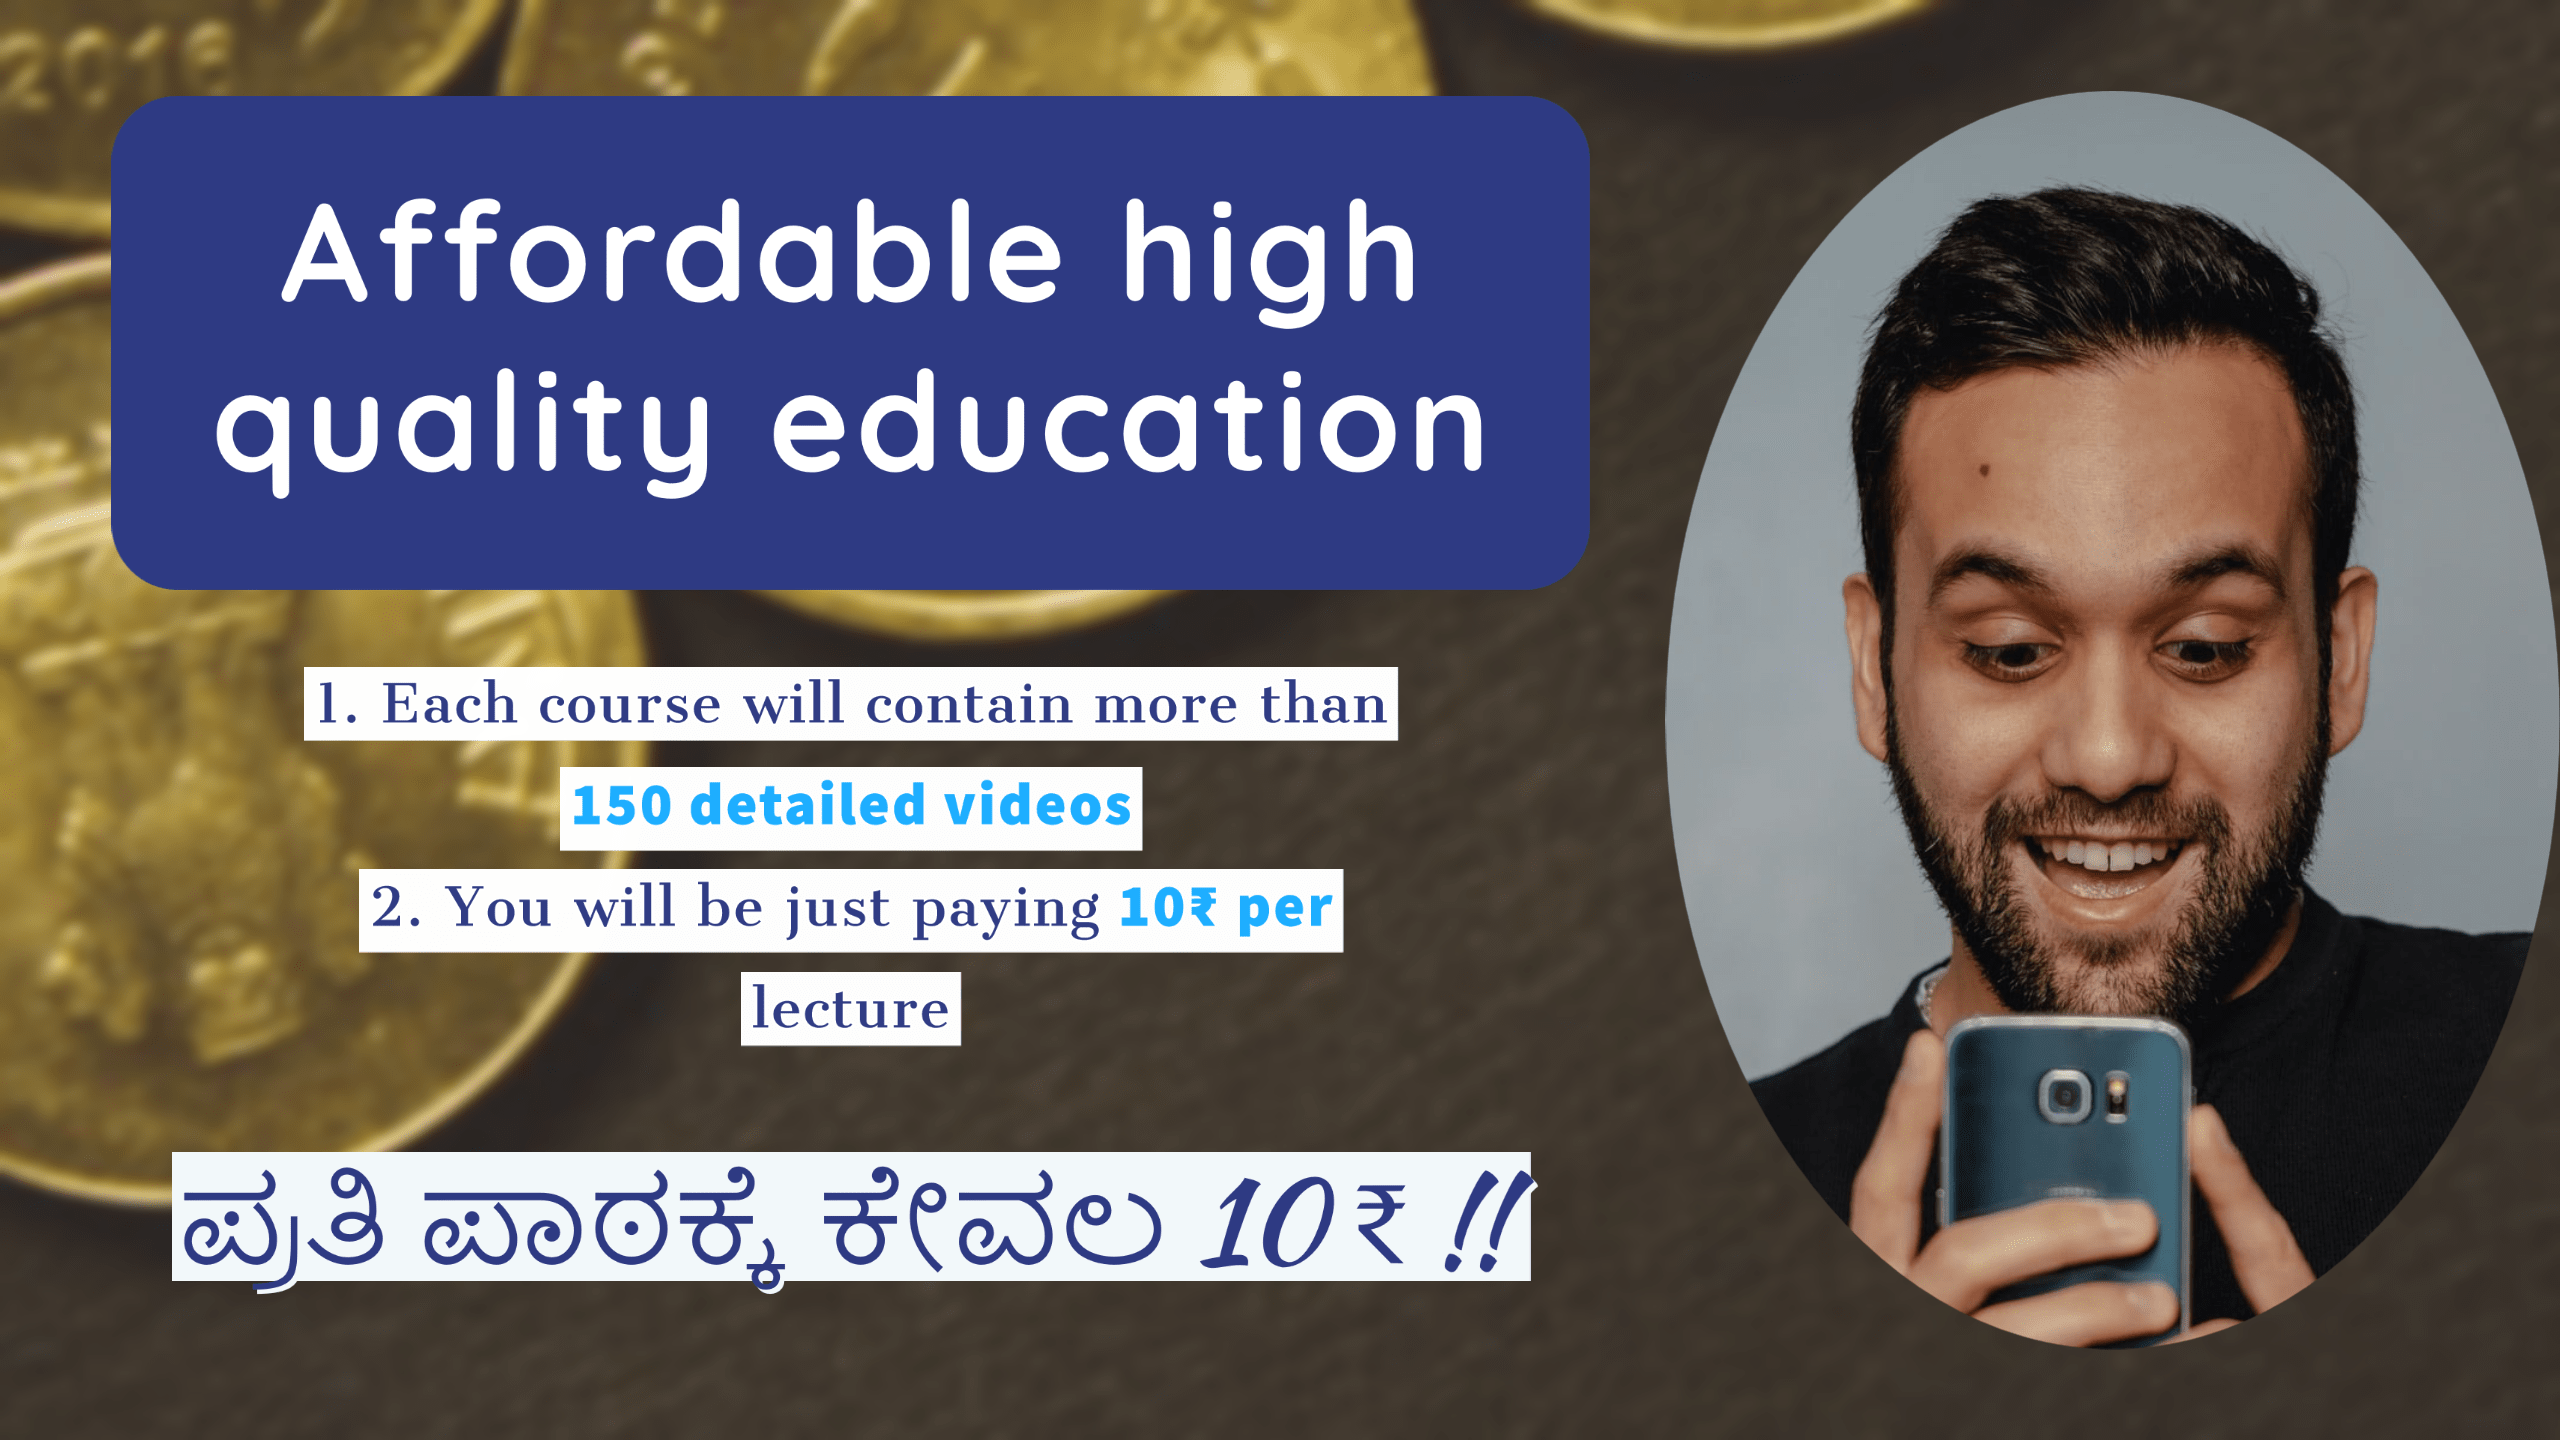 2016
Affordable high
quality education
1. Each course will contain more than
150 detailed videos
2. You will be just paying 10₹ per
lecture
ಪ್ರತಿ ಪಾಠಕ್ಕೆ ಕೇವಲ 10₹ !!